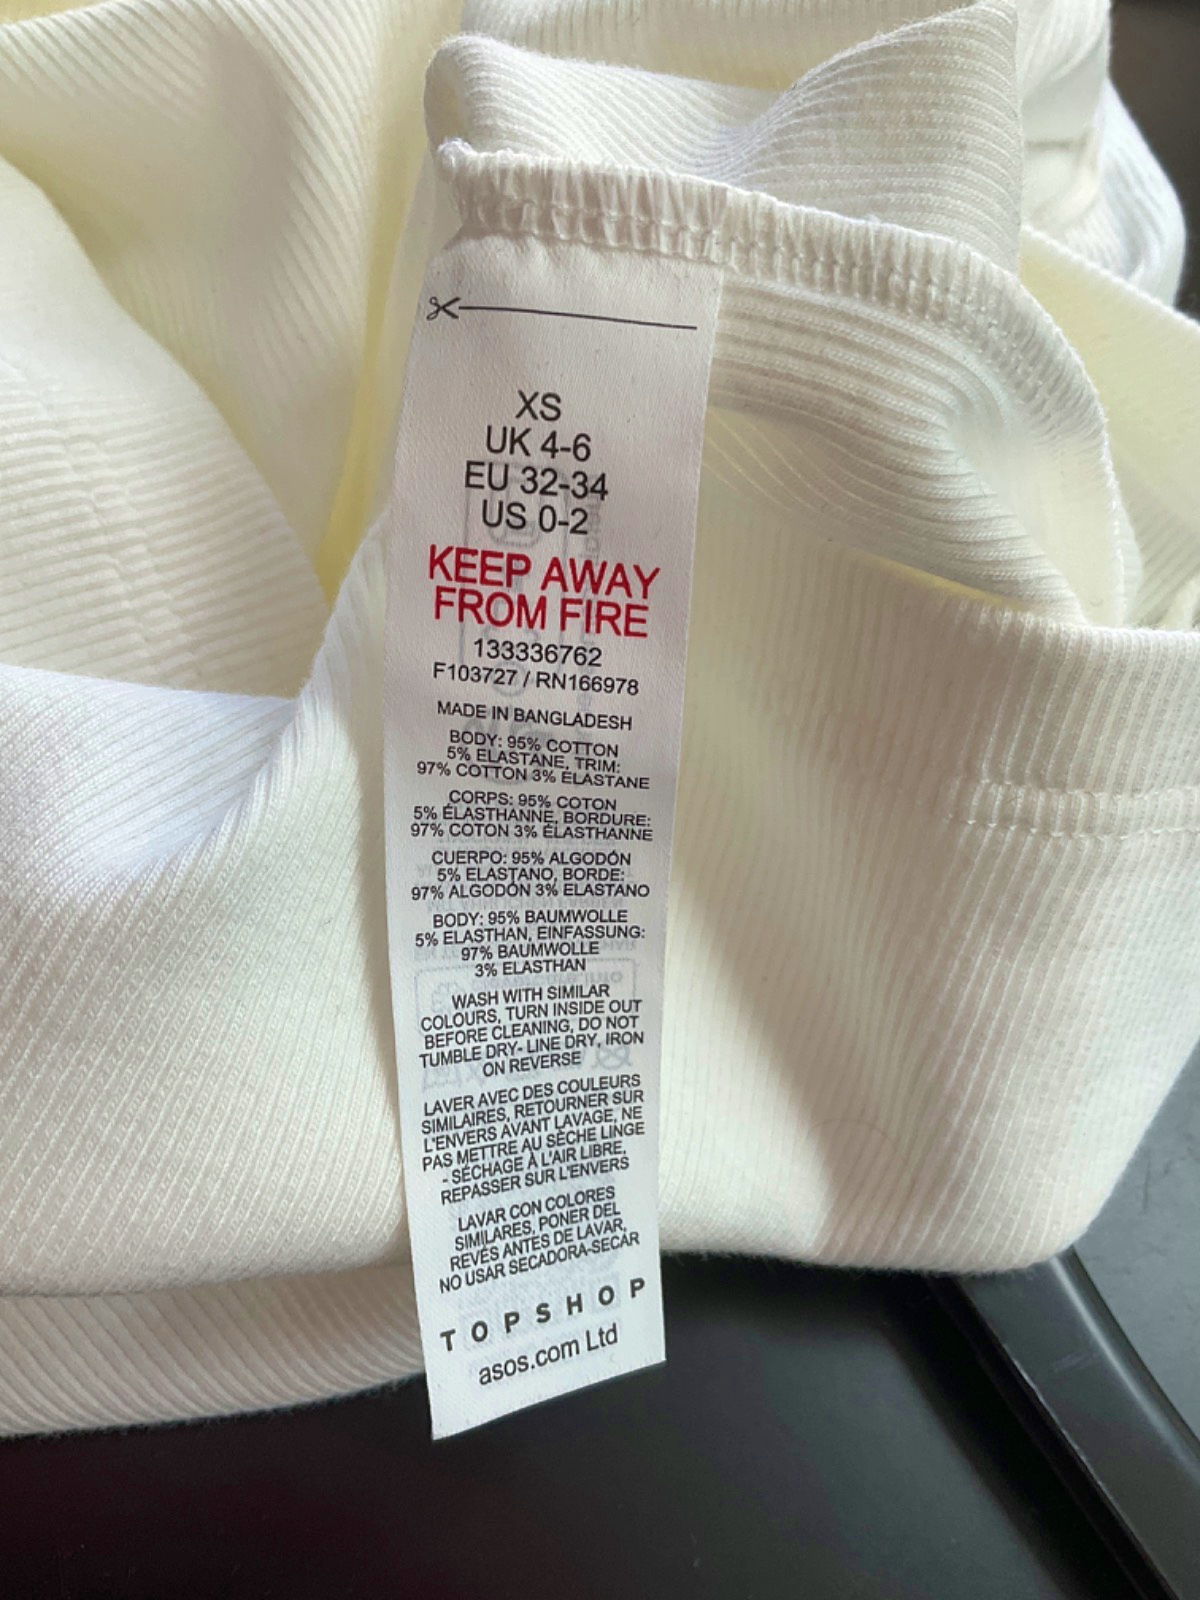 XS
UK 4-6
EU 32-34
US 0-2
KEEP AWAY
FROM FIRE
133336762
F103727 / RN166978
MADE IN BANGLADESH
BODY: 95% COTTON
5% ELASTANE, TRIM:
97% COTTON 3% ELASTANE
CORPS: 95% COTON
5% ÉLASTHANNE, BORDURE:
97% COTON 3% ÉLASTHANNE
CUERPO: 95% ALGODÓN
5% ELASTANO, BORDE:
97% ALGODÓN 3% ELASTANO
BODY: 95% BAUMWOLLE
5% ELASTHAN, EINFASSUNG:
97% BAUMWOLLE
3% ELASTHAN
WASH WITH SIMILAR
COLOURS, TURN INSIDE OUT
BEFORE CLEANING, DO NOT
TUMBLE DRY- LINE DRY, IRON
ON REVERSE
LAVER AVEC DES COULEURS
SIMILAIRES, RETOURNER SUR
L'ENVERS AVANT LAVAGE, NE
PAS METTRE AU SÈCHE LINGE
- SÉCHAGE À L'AIR LIBRE,
REPASSER SUR L'ENVERS
LAVAR CON COLORES
SIMILARES, PONER DEL
REVÉS ANTES DE LAVAR,
NO USAR SECADORA-SECAR
TOPSHOP
asos.com Ltd